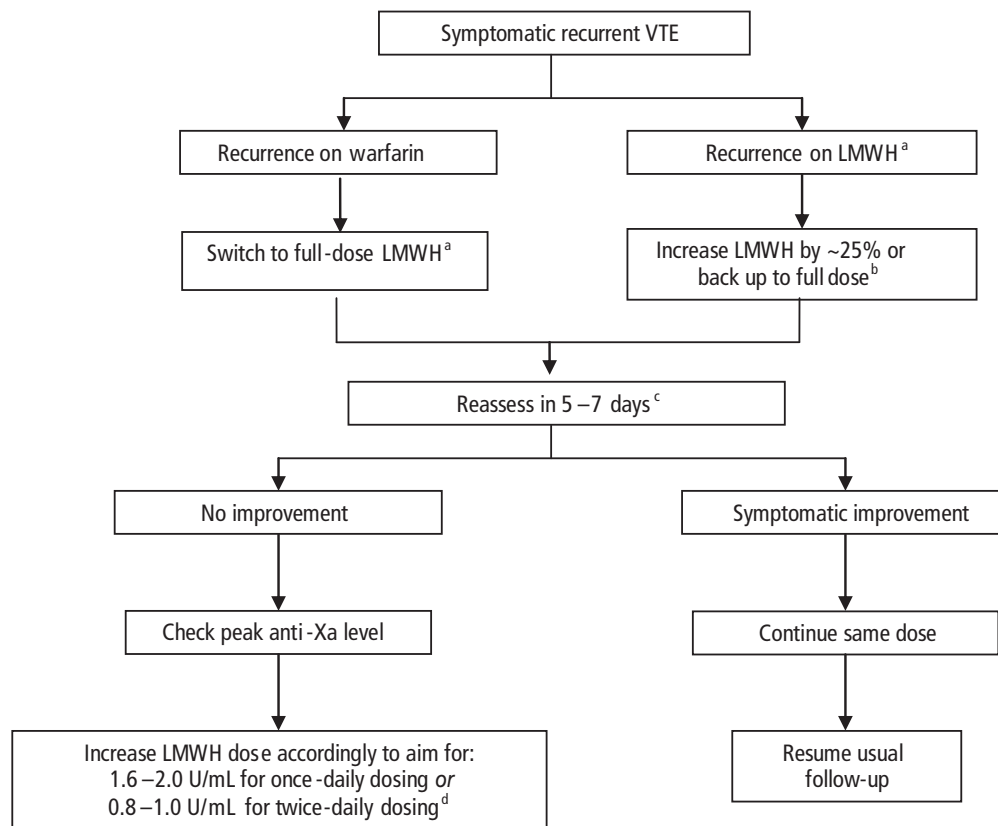 Symptomatic recurrent VTE
Recurrence on warfarin
Recurrence on LMWH a
Switch to full-dose LMWH a
Increase LMWH by ~25% or
back up to full dose b
Reassess in 5–7 days c
No improvement
Symptomatic improvement
Check peak anti-Xa level
Continue same dose
Increase LMWH dose accordingly to aim for:
1.6–2.0 U/mL for once-daily dosing or
0.8–1.0 U/mL for twice-daily dosing d
Resume usual
follow-up